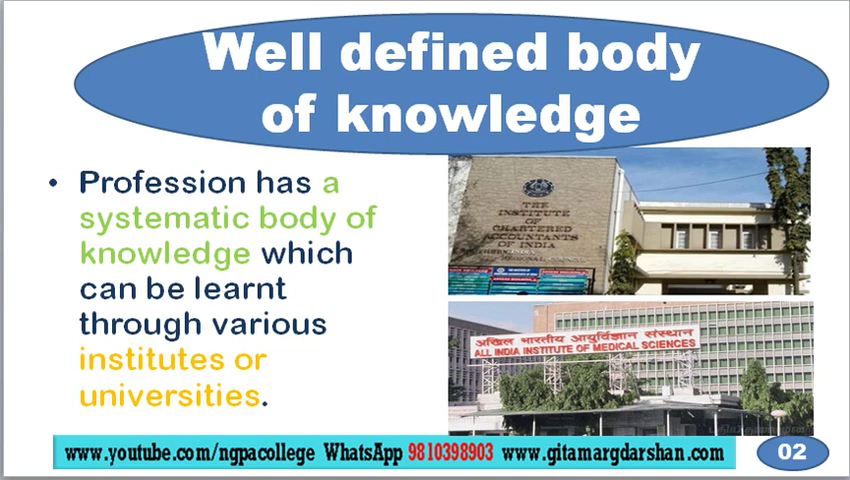 Well defined body
of knowledge
• Profession has a
systematic body of
knowledge which
can be learnt
through various
institutes or
universities.
THE
INSTITUTE
OF
CHARTERED
ACCOUNTANTS
OF INDIA
अखिल भारतीय आयुर्विज्ञान संस्थान
ALL INDIA INSTITUTE OF MEDICAL SCIENCES
www.youtube.com/ngpacollege WhatsApp 9810398903 www.gitamargdarshan.com
02